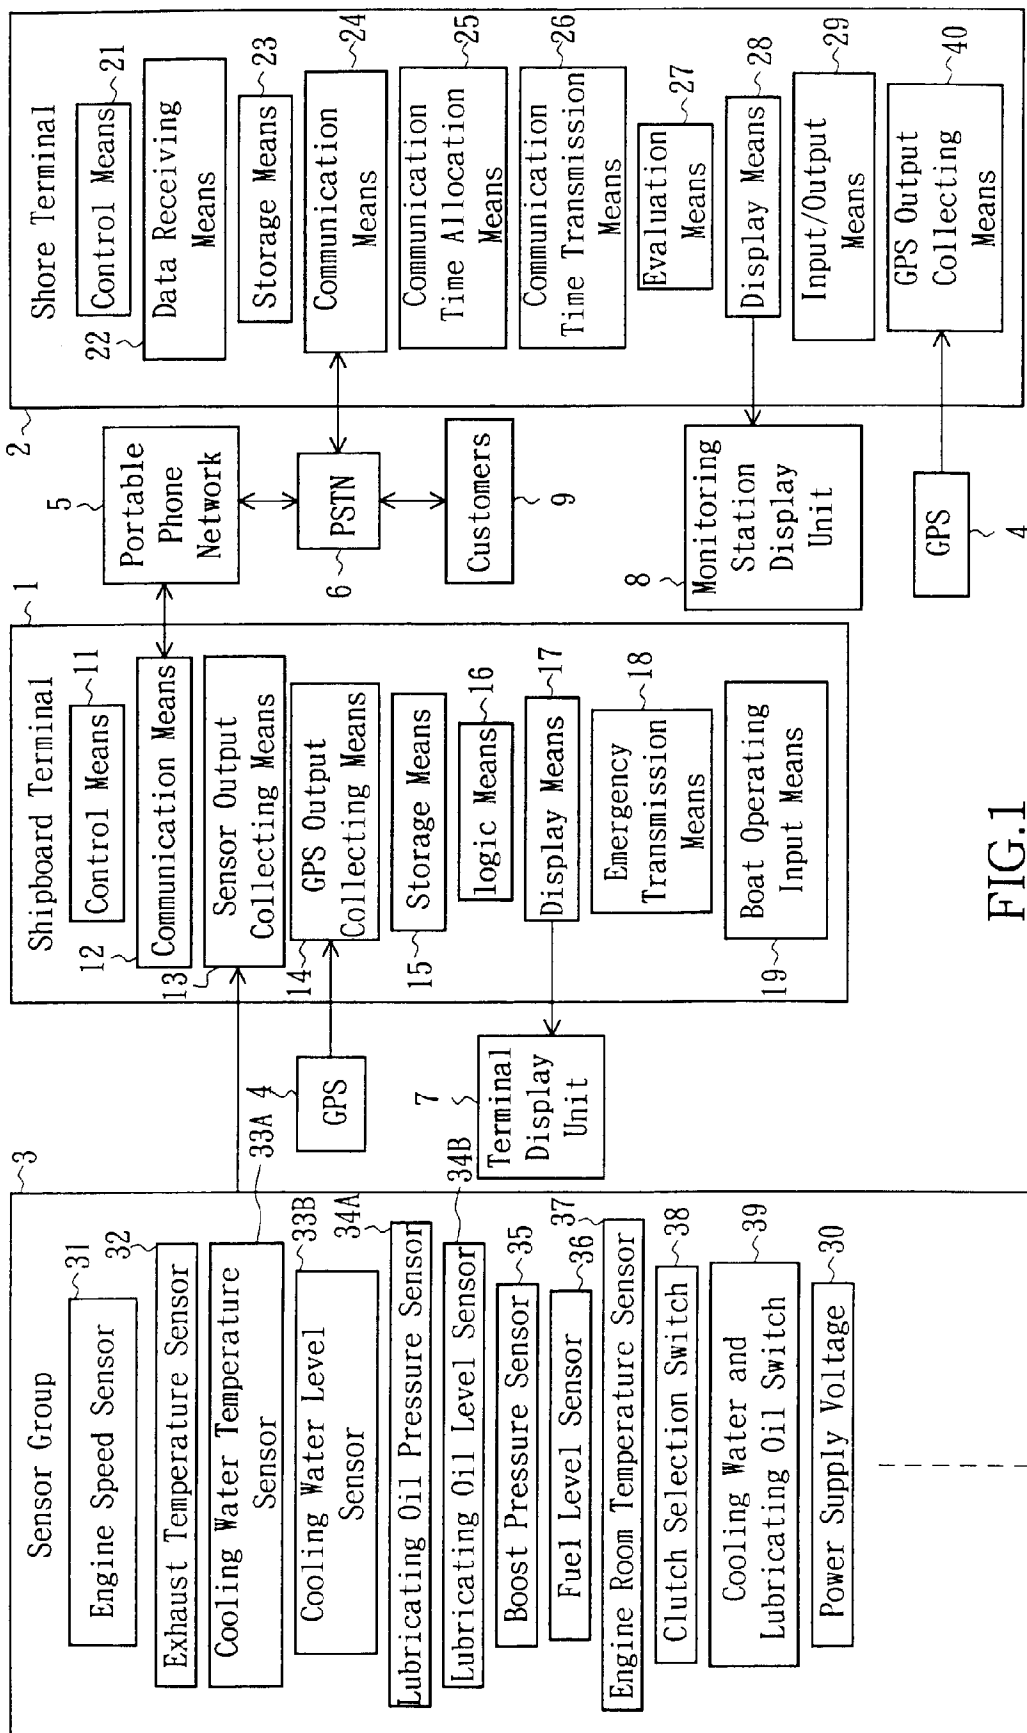 Sensor Group
3
Engine Speed Sensor
31
Exhaust Temperature Sensor
32
Cooling Water Temperature
Sensor
33A
Cooling Water Level
Sensor
33B
Lubricating Oil Pressure Sensor
34A
Lubricating Oil Level Sensor
34B
Boost Pressure Sensor
35
Fuel Level Sensor
36
Engine Room Temperature Sensor
37
Clutch Selection Switch
38
Cooling Water and
Lubricating Oil Switch
39
Power Supply Voltage
30
GPS
4
Terminal
Display
Unit
7
Shipboard Terminal
1
Control Means
11
Communication Means
12
Sensor Output
Collecting Means
13
GPS Output
Collecting Means
14
Storage Means
15
logic Means
16
Display Means
17
Emergency
Transmission
Means
18
Boat Operating
Input Means
19
Portable
Phone
Network
5
PSTN
6
Customers
9
Monitoring
Station
Display
Unit
8
GPS
4
Shore Terminal
2
Control Means
21
Data Receiving
Means
22
Storage Means
23
Communication
Means
24
Communication
Time Allocation
Means
25
Communication
Time Transmission
Means
26
Evaluation
Means
27
Display Means
28
Input/Output
Means
29
GPS Output
Collecting
Means
40
FIG.1